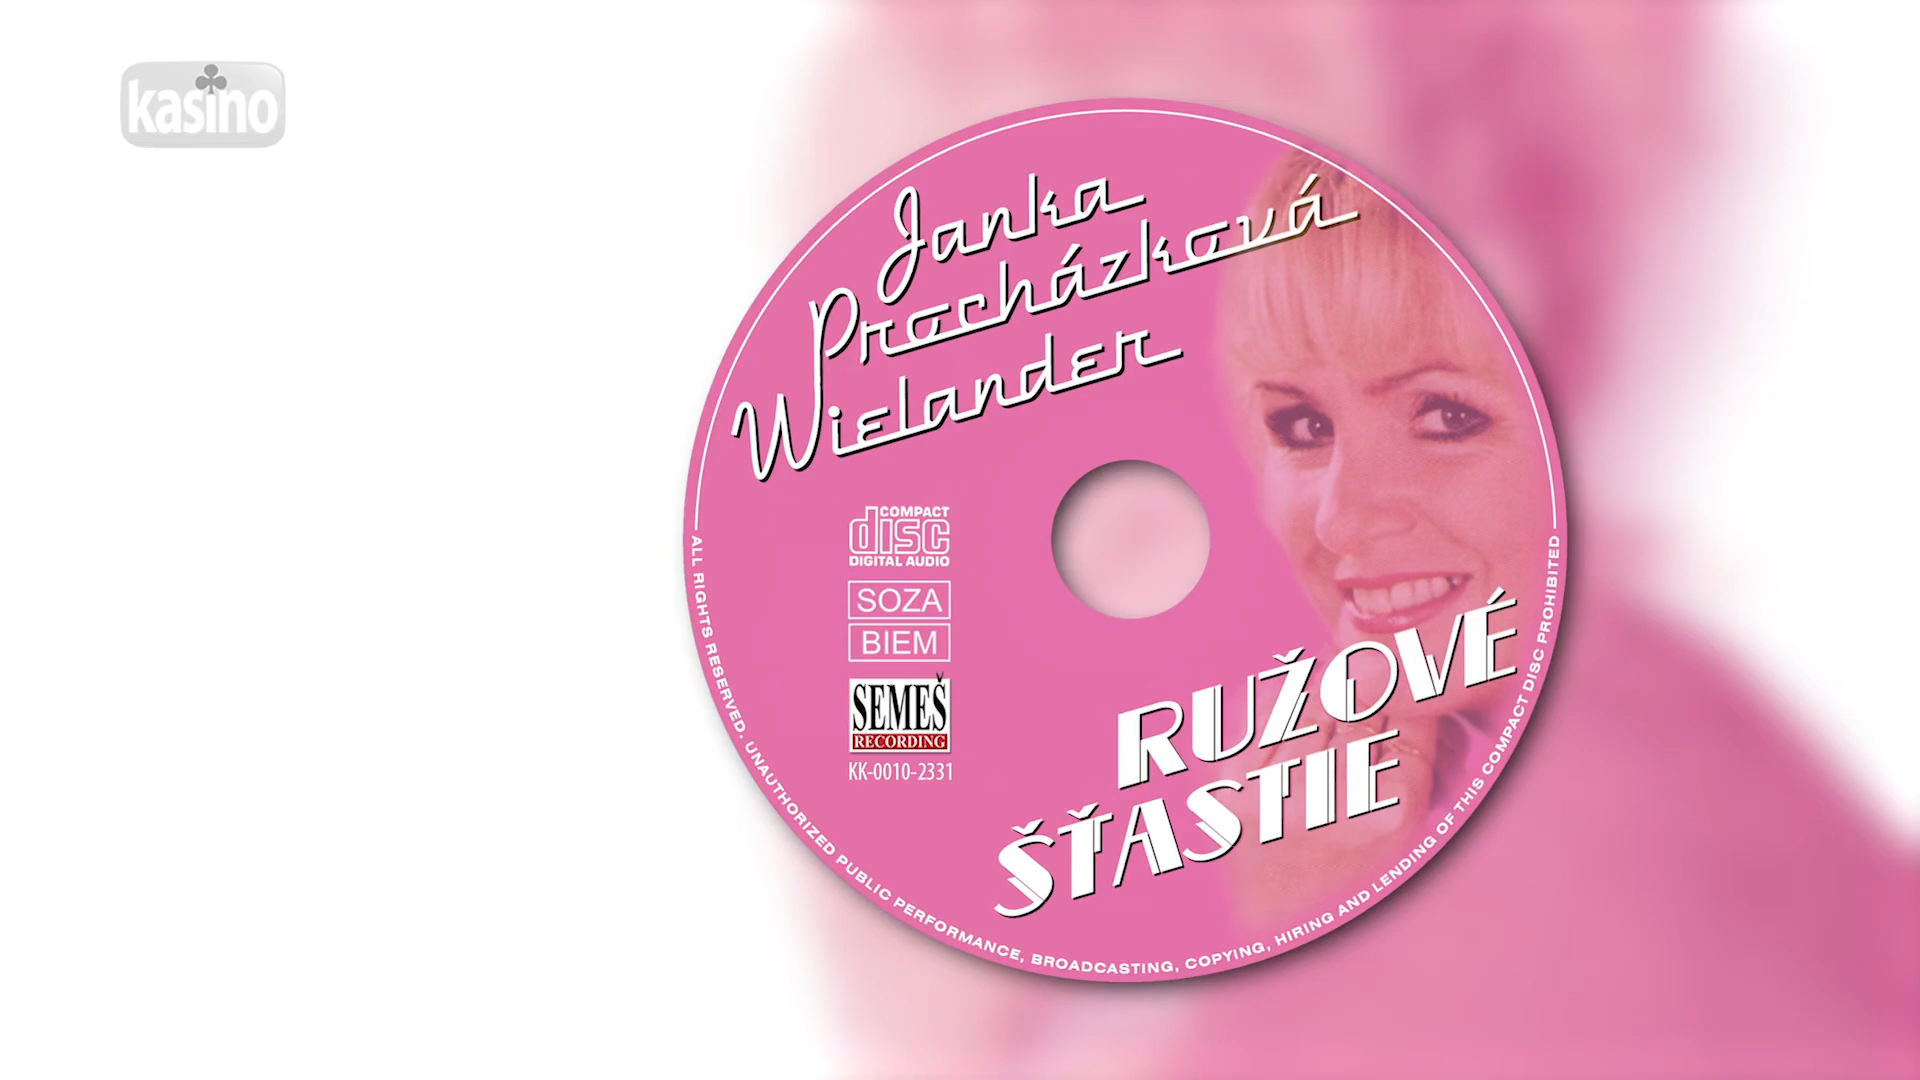 kasino
Janka
Procházková
Wielander
COMPACT
disc
DIGITAL AUDIO
SOZA
BIEM
SEMEŠ
RECORDING
KK-0010-2331
RUŽOVÉ
ŠŤASTIE
ALL RIGHTS RESERVED. UNAUTHORIZED PUBLIC PERFORMANCE, BROADCASTING, COPYING, HIRING AND LENDING OF THIS COMPACT DISC PROHIBITED